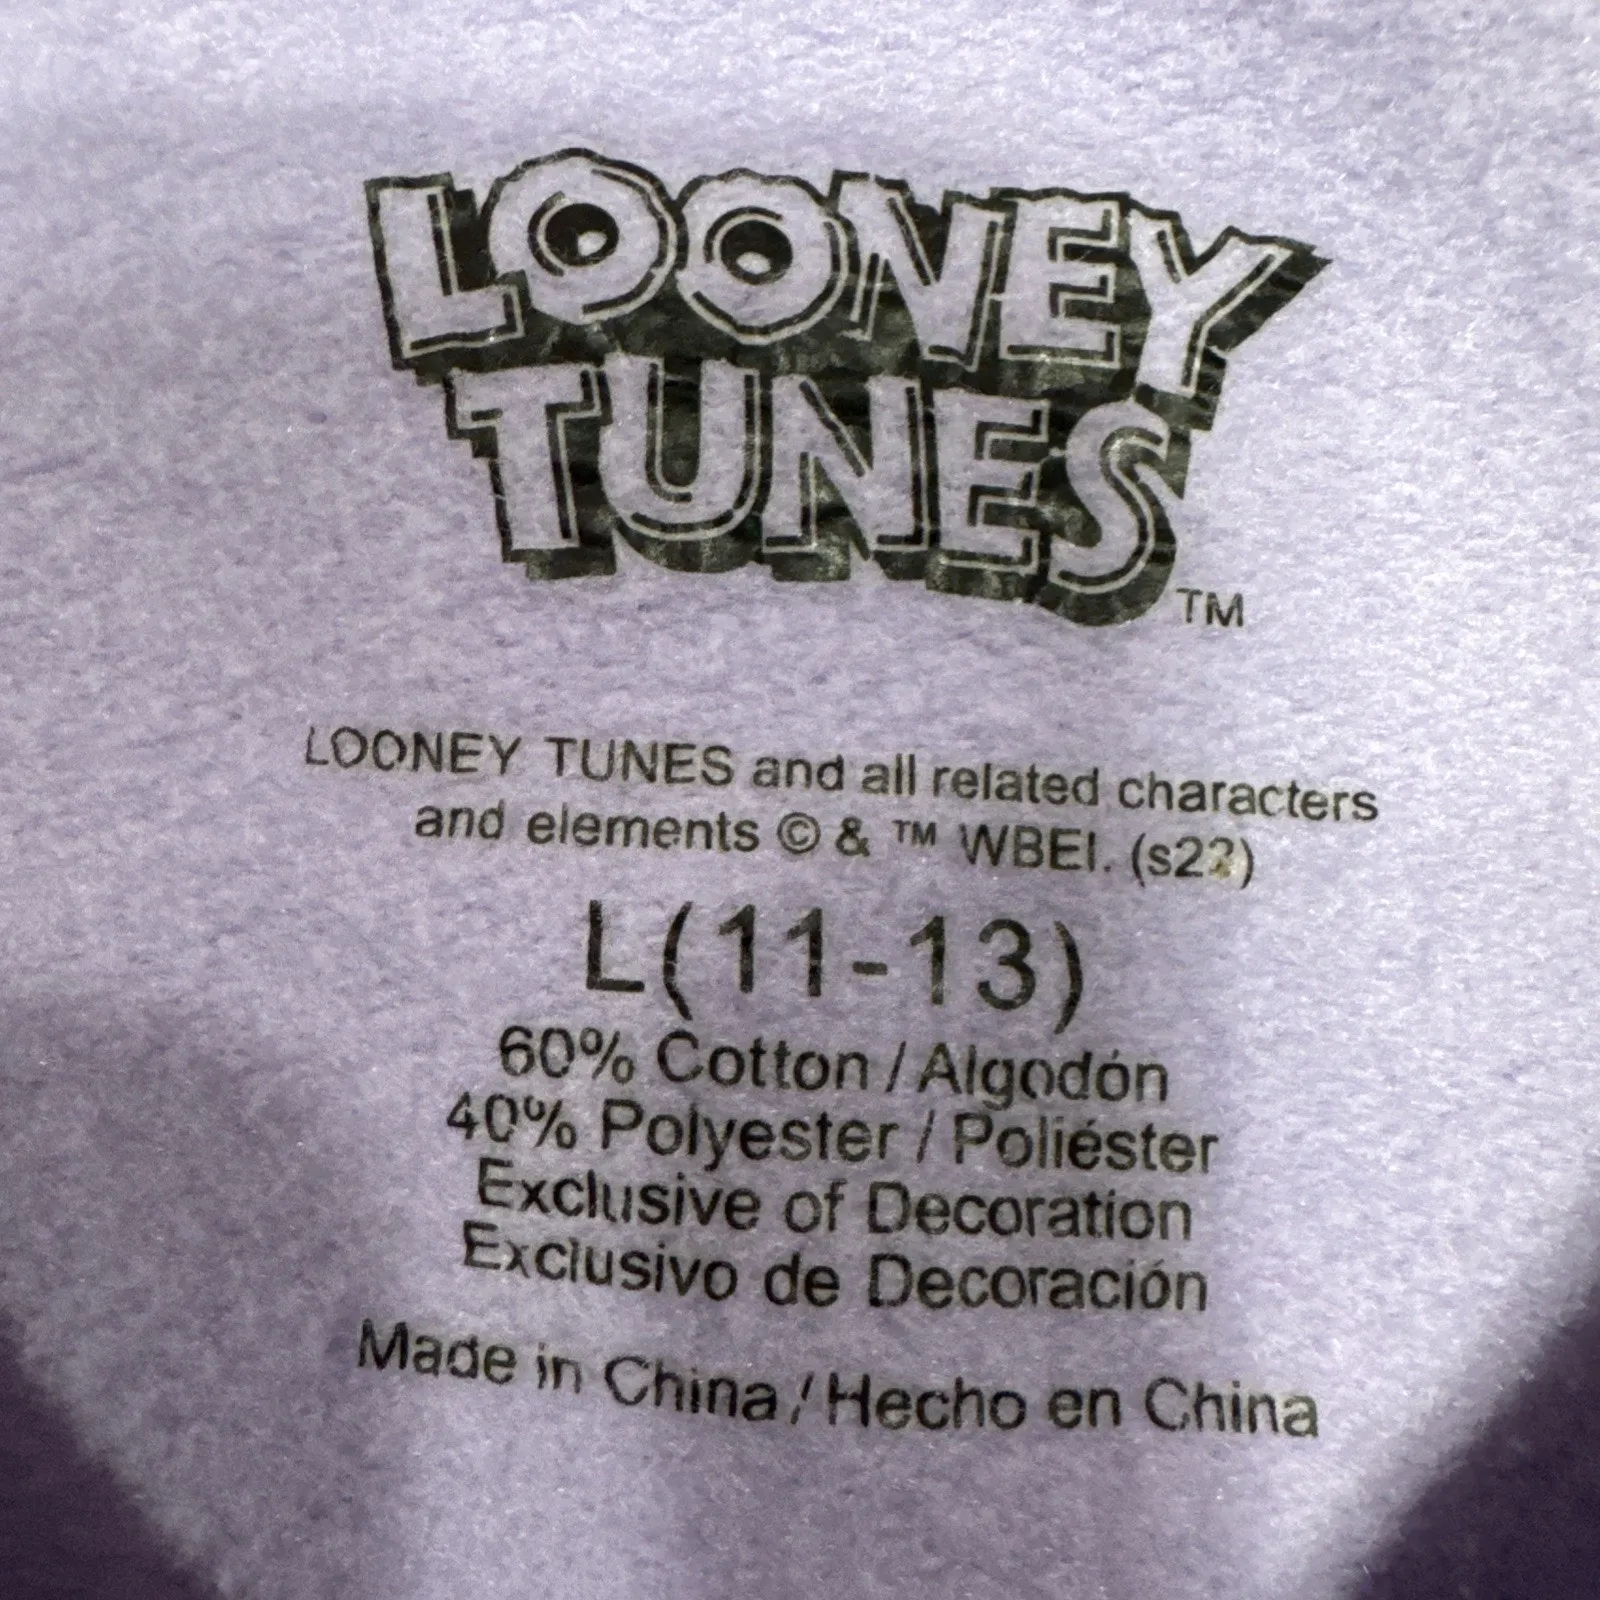 LOONEY
TUNES
TM
LOONEY TUNES and all related characters
and elements © & ™ WBEI.
L(11-13)
60% Cotton / Algodón
40% Polyester / Poliéster
Exclusive of Decoration
Exclusivo de Decoración
Made in China / Hecho en China